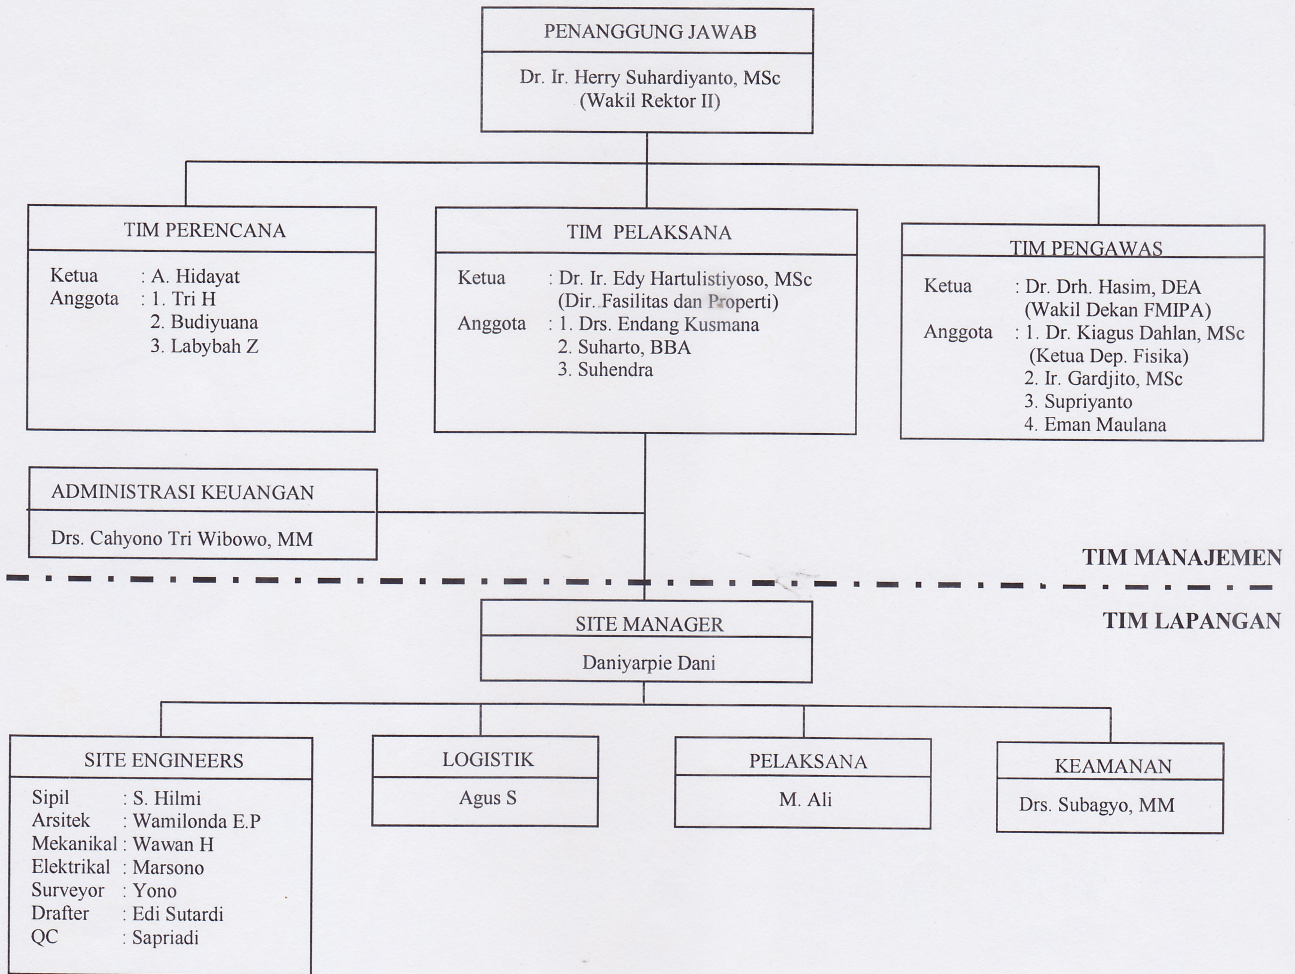 PENANGGUNG JAWAB
Dr. Ir. Herry Suhardiyanto, MSc
(Wakil Rektor II)
TIM PERENCANA
Ketua : A. Hidayat
Anggota : 1. Tri H
2. Budiyuana
3. Labybah Z
TIM PELAKSANA
Ketua : Dr. Ir. Edy Hartulistiyoso, MSc
(Dir. Fasilitas dan Properti)
Anggota : 1. Drs. Endang Kusmana
2. Suharto, BBA
3. Suhendra
TIM PENGAWAS
Ketua : Dr. Drh. Hasim, DEA
(Wakil Dekan FMIPA)
Anggota : 1. Dr. Kiagus Dahlan, MSc
(Ketua Dep. Fisika)
2. Ir. Gardjito, MSc
3. Supriyanto
4. Eman Maulana
ADMINISTRASI KEUANGAN
Drs. Cahyono Tri Wibowo, MM
TIM MANAJEMEN
TIM LAPANGAN
SITE MANAGER
Daniyarpie Dani
SITE ENGINEERS
Sipil : S. Hilmi
Arsitek : Wamilonda E.P
Mekanikal : Wawan H
Elektrikal : Marsono
Surveyor : Yono
Drafter : Edi Sutardi
QC : Sapriadi
LOGISTIK
Agus S
PELAKSANA
M. Ali
KEAMANAN
Drs. Subagyo, MM